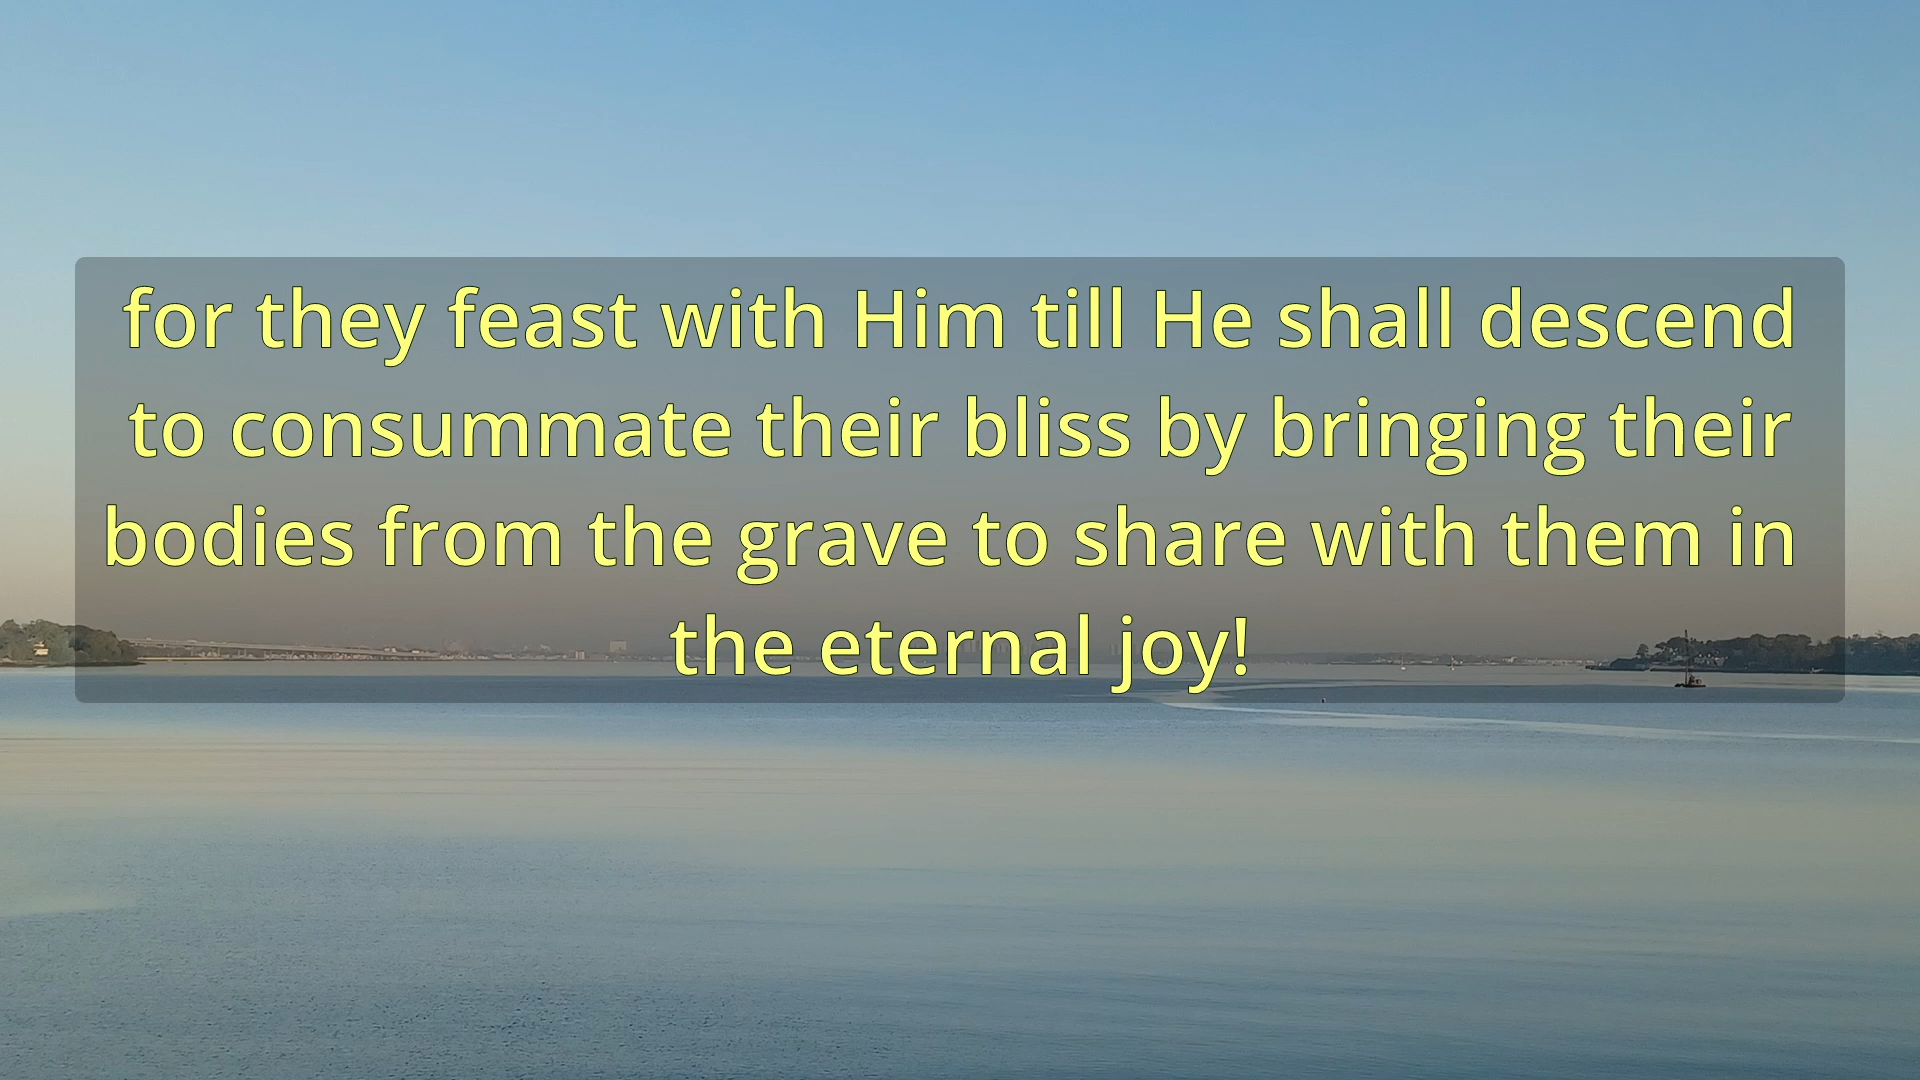 for they feast with Him till He shall descend
to consummate their bliss by bringing their
bodies from the grave to share with them in
the eternal joy!